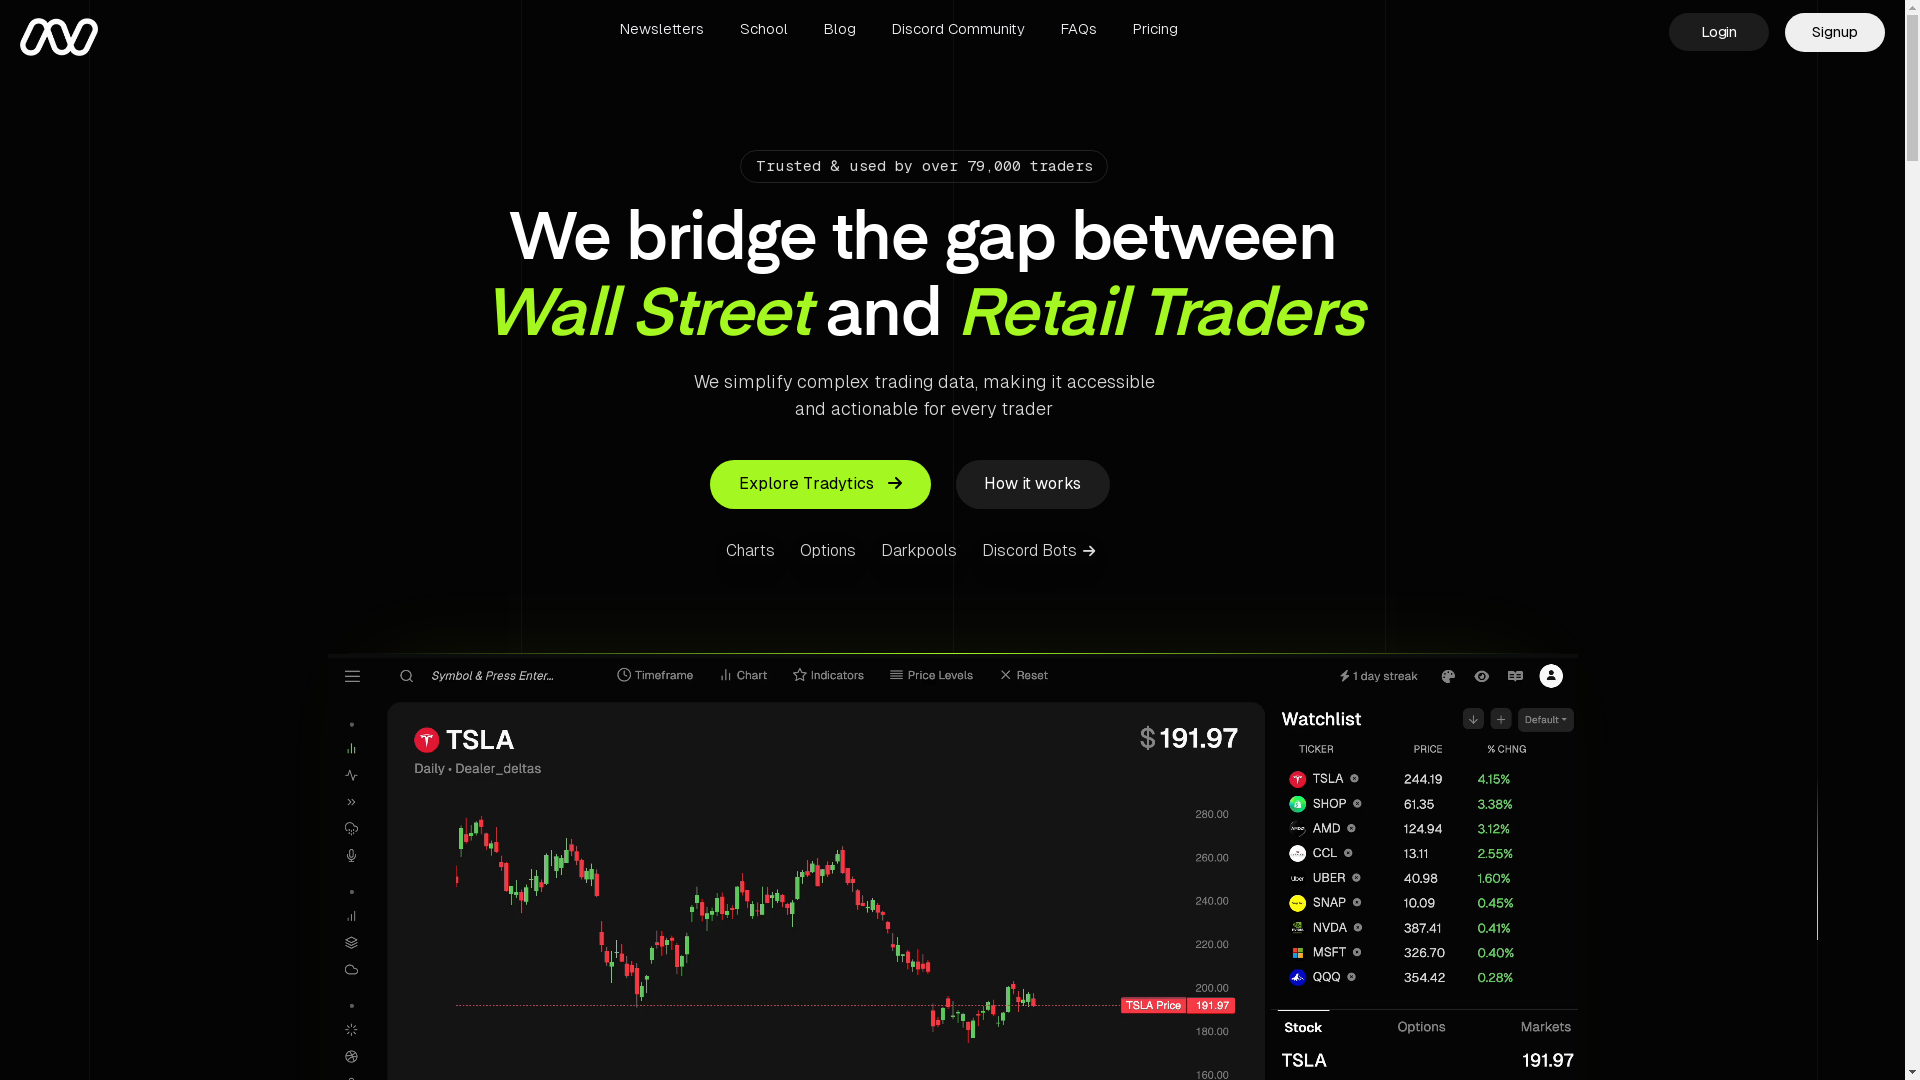 Newsletters School Blog Discord Community FAQs Pricing Login Signup
Trusted & used by over 79,000 traders
We bridge the gap between
Wall Street and Retail Traders
We simplify complex trading data, making it accessible
and actionable for every trader
Explore Tradytics How it works
Charts Options Darkpools Discord Bots
Symbol & Press Enter... Timeframe Chart Indicators Price Levels Reset 1 day streak
TSLA $191.97
Daily • Dealer_deltas
280.00
260.00
240.00
220.00
200.00
TSLA Price 191.97
180.00
160.00
Watchlist Default
TICKER PRICE % CHNG
TSLA 244.19 4.15%
SHOP 61.35 3.38%
AMD 124.94 3.12%
CCL 13.11 2.55%
UBER 40.98 1.60%
SNAP 10.09 0.45%
NVDA 387.41 0.41%
MSFT 326.70 0.40%
QQQ 354.42 0.28%
Stock Options Markets
TSLA 191.97